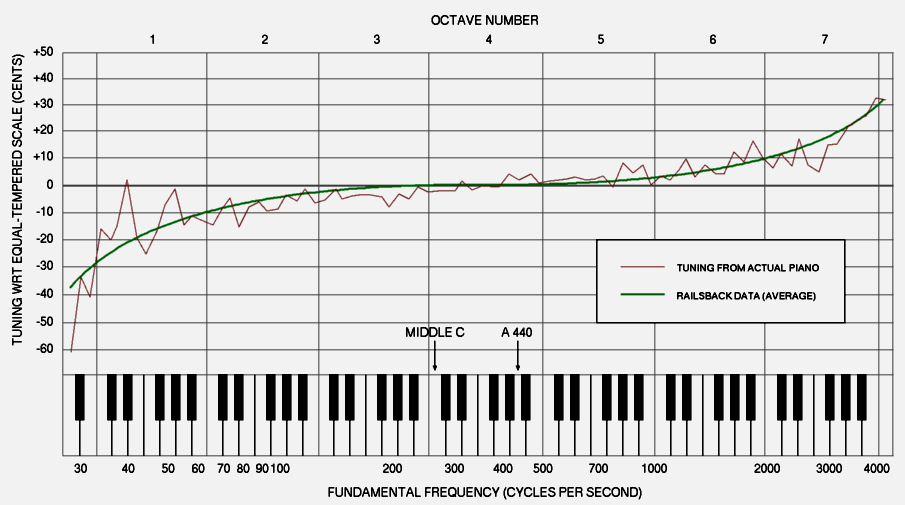 OCTAVE NUMBER
1 2 3 4 5 6 7
TUNING WRT EQUAL-TEMPERED SCALE (CENTS)
+50
+40
+30
+20
+10
0
-10
-20
-30
-40
-50
-60
TUNING FROM ACTUAL PIANO
RAILSBACK DATA (AVERAGE)
MIDDLE C A 440
30 40 50 60 70 80 90 100 200 300 400 500 700 1000 2000 3000 4000
FUNDAMENTAL FREQUENCY (CYCLES PER SECOND)